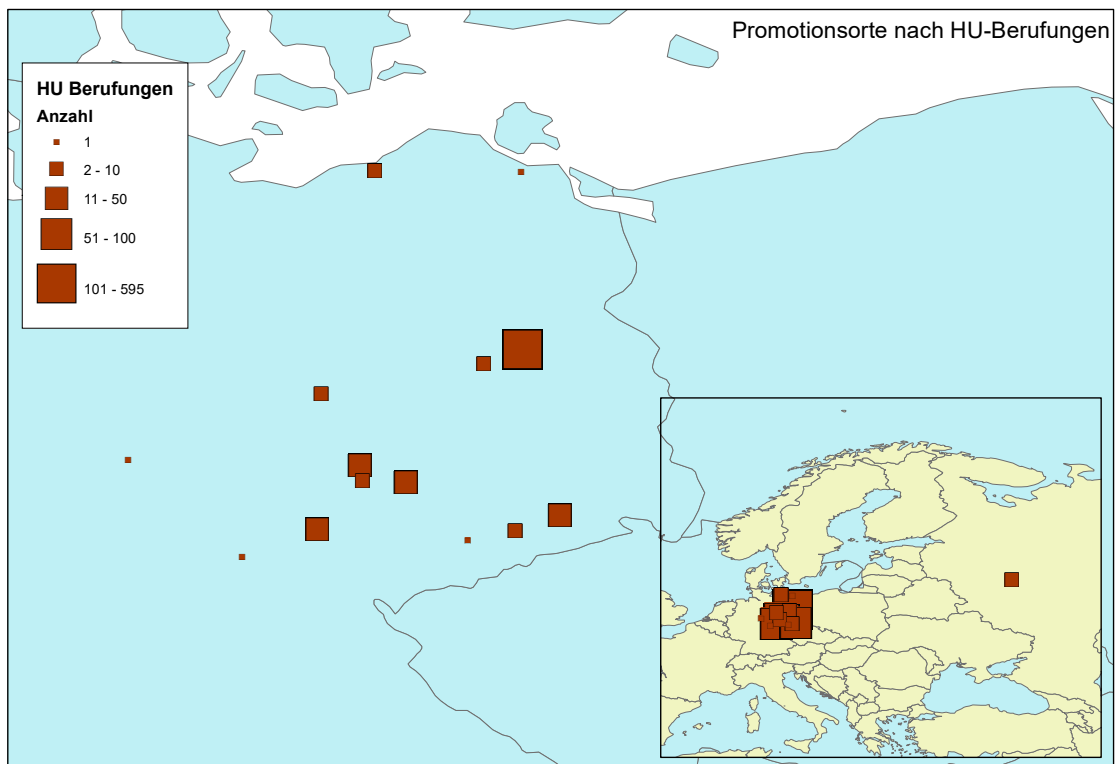 Promotionsorte nach HU-Berufungen
HU Berufungen
Anzahl
1
2 - 10
11 - 50
51 - 100
101 - 595